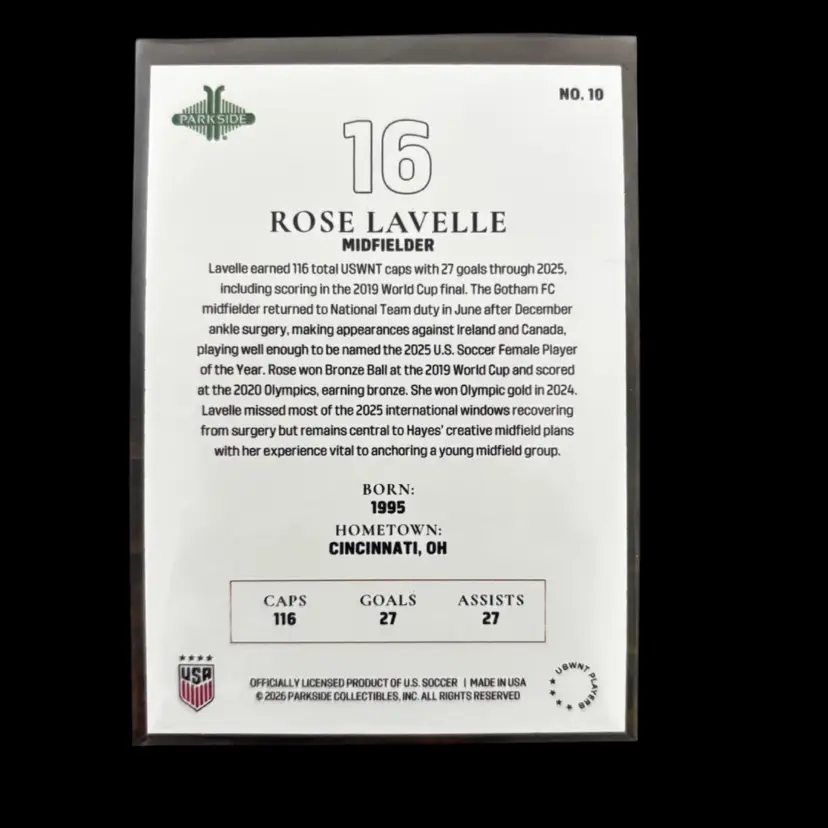 PARKSIDE
NO. 10
16
ROSE LAVELLE
MIDFIELDER
Lavelle earned 116 total USWNT caps with 27 goals through 2025,
including scoring in the 2019 World Cup final. The Gotham FC
midfielder returned to National Team duty in June after December
ankle surgery, making appearances against Ireland and Canada,
playing well enough to be named the 2025 U.S. Soccer Female Player
of the Year. Rose won Bronze Ball at the 2019 World Cup and scored
at the 2020 Olympics, earning bronze. She won Olympic gold in 2024.
Lavelle missed most of the 2025 international windows recovering
from surgery but remains central to Hayes' creative midfield plans
with her experience vital to anchoring a young midfield group.
BORN:
1995
HOMETOWN:
CINCINNATI, OH
CAPS GOALS ASSISTS
116 27 27
USA
OFFICIALLY LICENSED PRODUCT OF U.S. SOCCER | MADE IN USA
© 2026 PARKSIDE COLLECTIBLES, INC. ALL RIGHTS RESERVED
USWNT PLAYERS